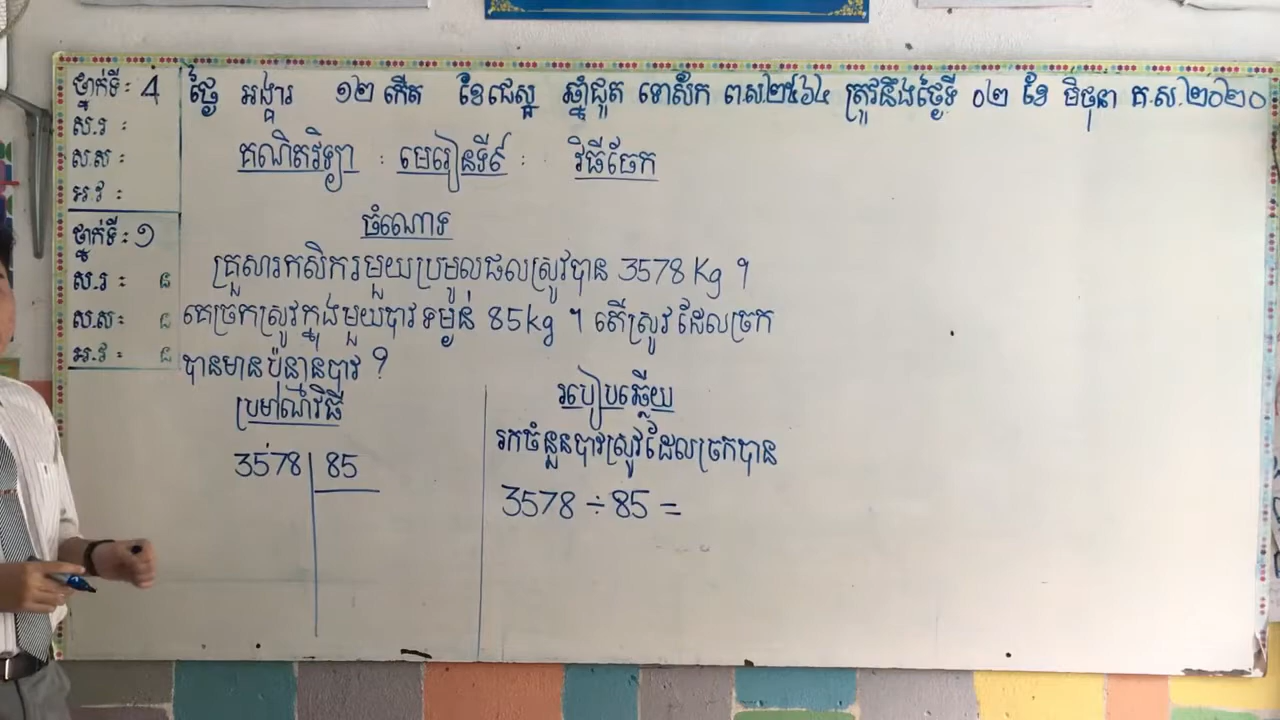 ថ្នាក់ទី: 4
ស.រ :
ស.ស :
អ.វ :
ថ្នាក់ទី: ១
ស.រ : ៨
ស.ស: ៨
អ.វ : ៨
ថ្ងៃ អង្គារ ១២ កើត ខែជេស្ឋ ឆ្នាំជូត ទោស័ក ព.ស២៥៦៤ ត្រូវនឹងថ្ងៃទី ០២ ខែ មិថុនា គ.ស.២០២០
គណិតវិទ្យា : មេរៀនទី៩ : វិធីចែក
ចំណោទ
គ្រួសារកសិករមួយប្រមូលផលស្រូវបាន 3578 Kg ។
គេច្រកស្រូវក្នុងមួយបាវទម្ងន់ 85kg ។ តើស្រូវដែលច្រក
បានមានប៉ុន្មានបាវ ?
ប្រមាណវិធី
3578 85
របៀបឆ្លើយ
រកចំនួនបាវស្រូវដែលច្រកបាន
3578 ÷ 85 =